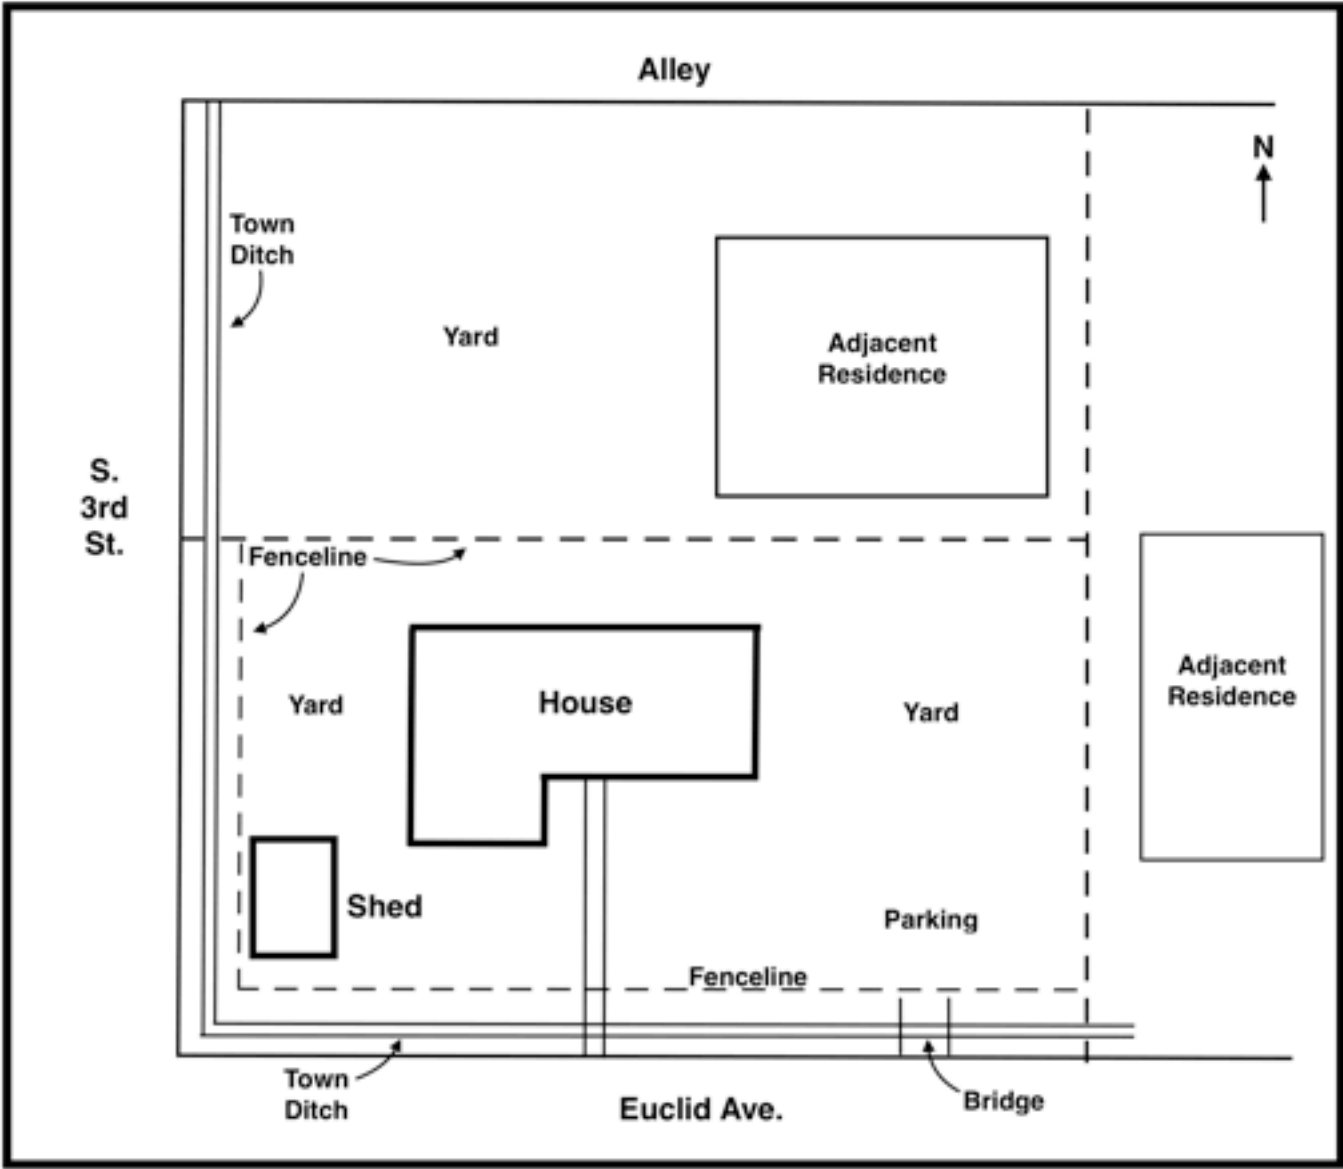 Alley
N
Town
Ditch
Yard
Adjacent
Residence
S.
3rd
St.
Fenceline
Yard
House
Yard
Adjacent
Residence
Shed
Parking
Fenceline
Town
Ditch
Euclid Ave.
Bridge